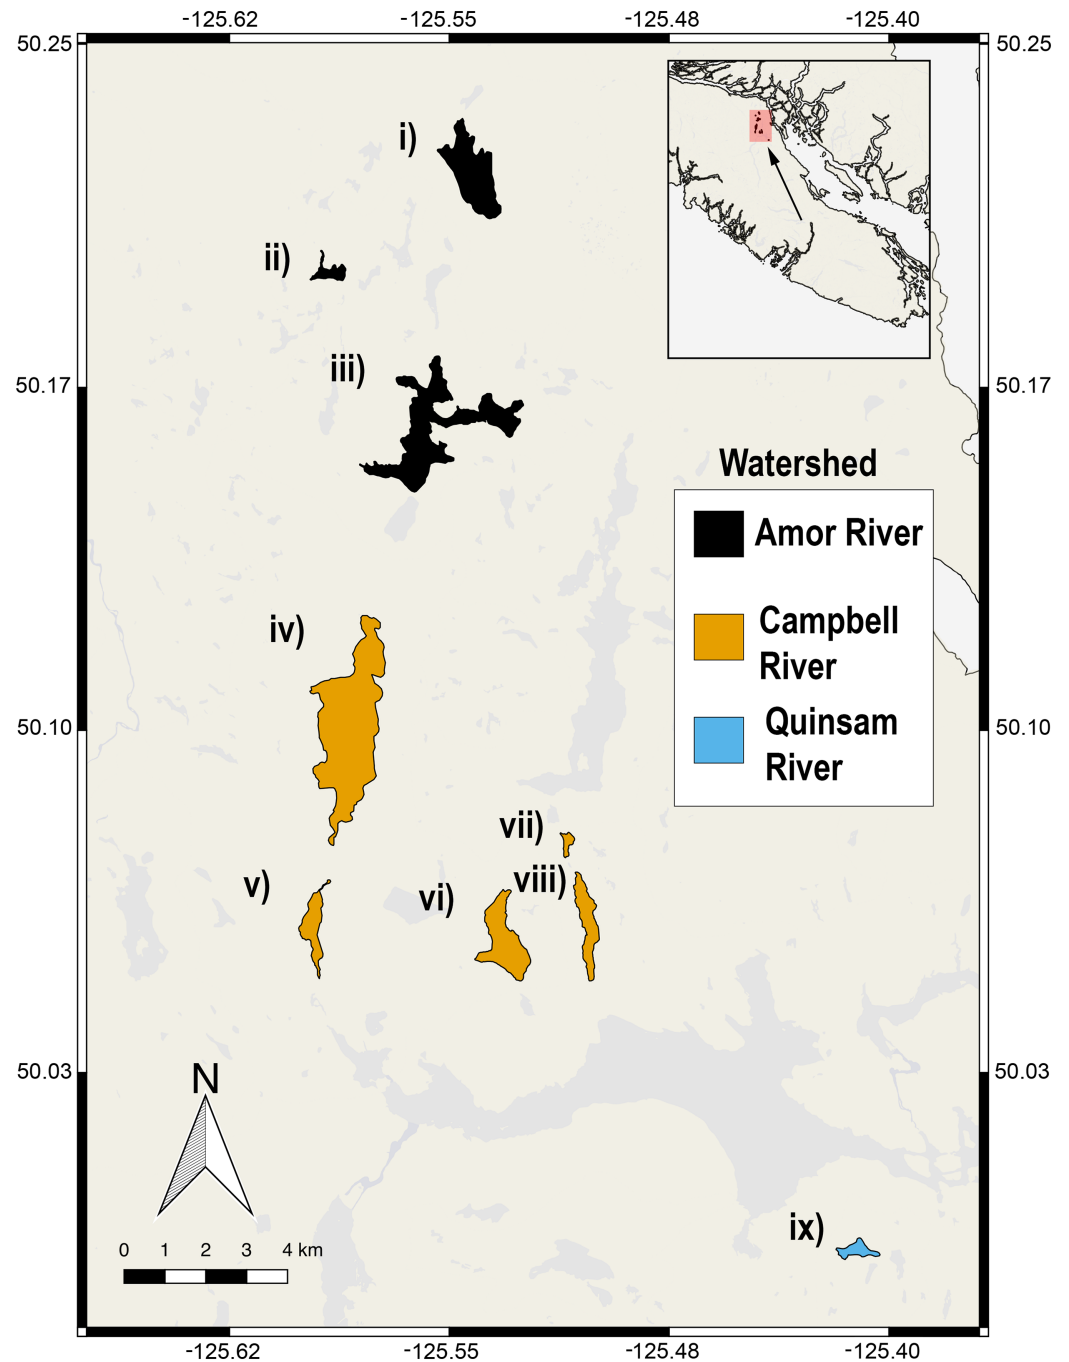 -125.62 -125.55 -125.48 -125.40
50.25 50.25
i)
ii)
iii)
50.17 50.17
Watershed
Amor River
Campbell
River
iv)
Quinsam
River
50.10 50.10
vii)
viii)
v)
vi)
50.03 50.03
N
ix)
0 1 2 3 4 km
-125.62 -125.55 -125.48 -125.40